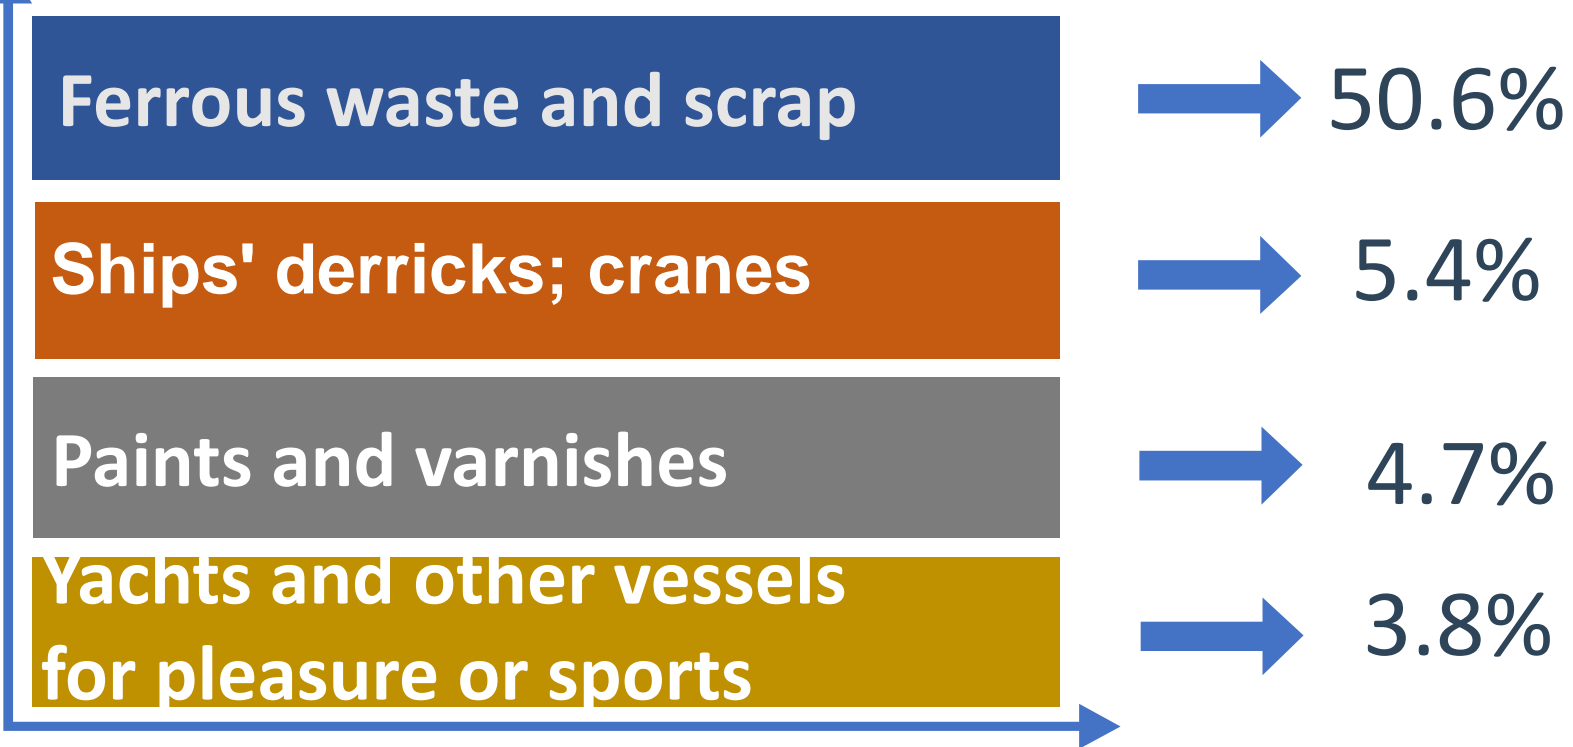 Ferrous waste and scrap 50.6%
Ships' derricks; cranes 5.4%
Paints and varnishes 4.7%
Yachts and other vessels
for pleasure or sports 3.8%